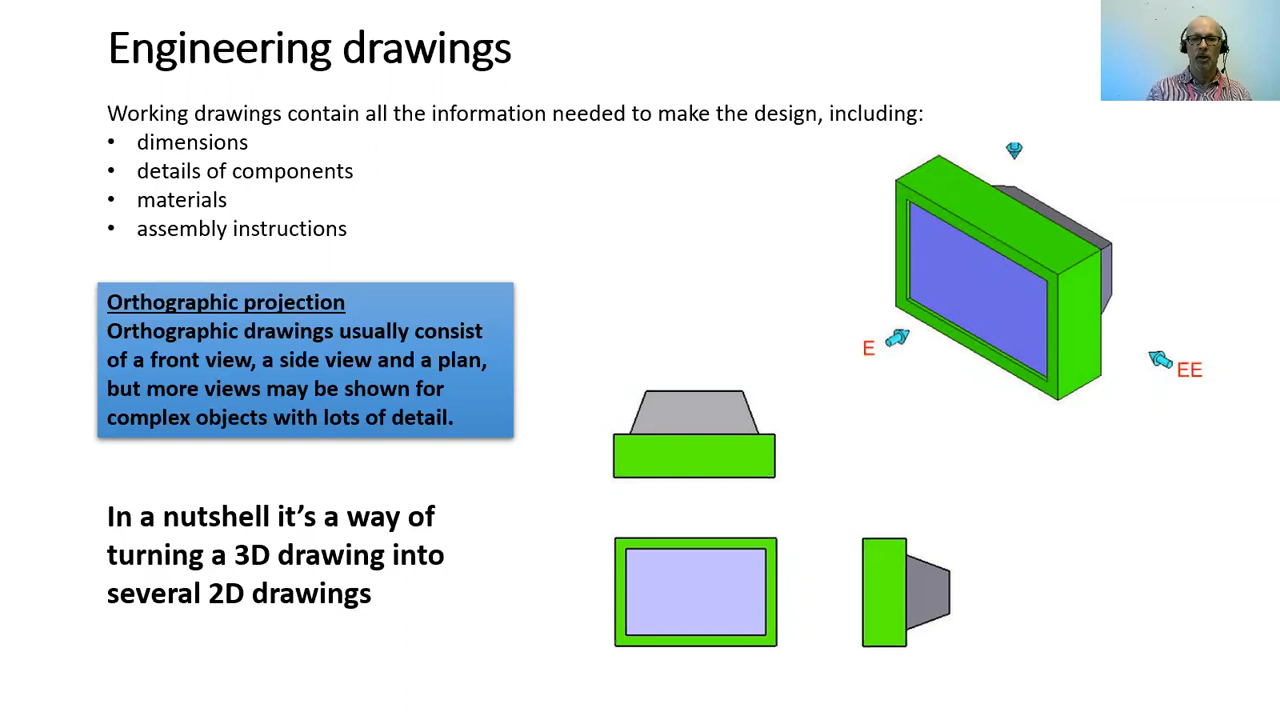 Engineering drawings
Working drawings contain all the information needed to make the design, including:
• dimensions
• details of components
• materials
• assembly instructions
Orthographic projection
Orthographic drawings usually consist
of a front view, a side view and a plan,
but more views may be shown for
complex objects with lots of detail.
In a nutshell it’s a way of
turning a 3D drawing into
several 2D drawings
E
EE